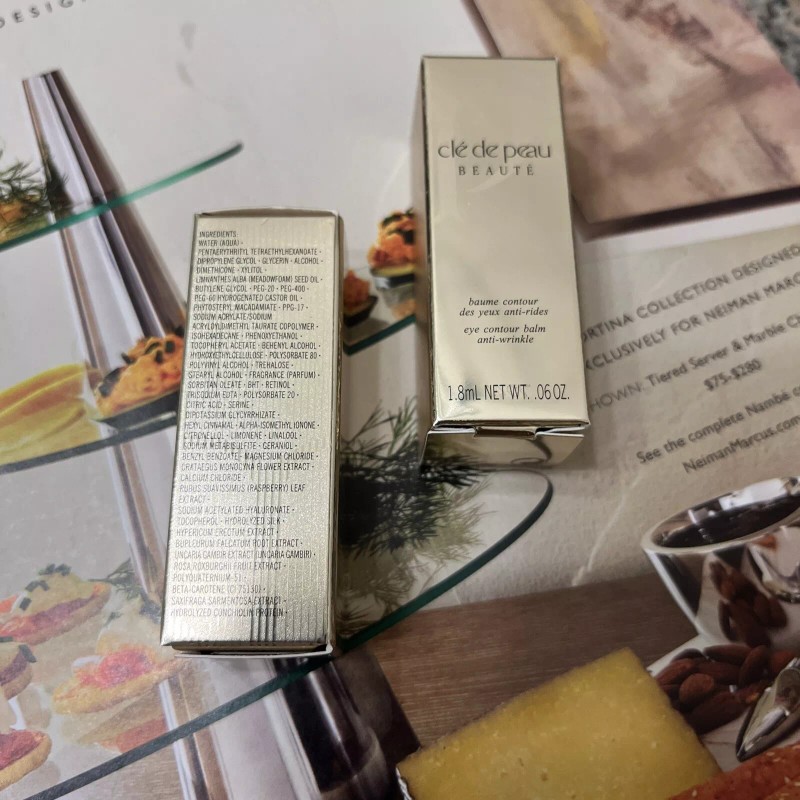 DESIG
clé de peau
BEAUTÉ
baume contour
des yeux anti-rides
eye contour balm
anti-wrinkle
1.8mL NET WT. .06 OZ.
INGREDIENTS:
WATER (AQUA)•
PENTAERYTHRITYL TETRAETHYLHEXANOATE•
DIPROPYLENE GLYCOL•GLYCERIN•ALCOHOL•
DIMETHICONE•XYLITOL•
LIMNANTHES ALBA (MEADOWFOAM) SEED OIL•
BUTYLENE GLYCOL•PEG-20•PEG-400•
PEG-60 HYDROGENATED CASTOR OIL•
PHYTOSTERYL MACADAMIATE•PPG-17•
SODIUM ACRYLATE/SODIUM
ACRYLOYLDIMETHYL TAURATE COPOLYMER•
ISOHEXADECANE•PHENOXYETHANOL•
TOCOPHERYL ACETATE•BEHENYL ALCOHOL•
HYDROXYETHYLCELLULOSE•POLYSORBATE 80•
POLYVINYL ALCOHOL•TREHALOSE•
STEARYL ALCOHOL•FRAGRANCE (PARFUM)•
SORBITAN OLEATE•BHT•RETINOL•
TRISODIUM EDTA•POLYSORBATE 20•
CITRIC ACID•SERINE•
DIPOTASSIUM GLYCYRRHIZATE•
HEXYL CINNAMAL•ALPHA-ISOMETHYL IONONE•
CITRONELLOL•LIMONENE•LINALOOL•
SODIUM METABISULFITE•GERANIOL•
BENZYL BENZOATE•MAGNESIUM CHLORIDE•
CRATAEGUS MONOGYNA FLOWER EXTRACT•
CALCIUM CHLORIDE•
RUBUS SUAVISSIMUS (RASPBERRY) LEAF
EXTRACT•
SODIUM ACETYLATED HYALURONATE•
TOCOPHEROL•HYDROLYZED SILK•
HYPERICUM ERECTUM EXTRACT•
BUPLEURUM FALCATUM ROOT EXTRACT•
UNCARIA GAMBIR EXTRACT (UNCARIA GAMBIR)•
ROSA ROXBURGHII FRUIT EXTRACT•
POLYQUATERNIUM-51•
BETA-CAROTENE (CI 75130)•
SAXIFRAGA SARMENTOSA EXTRACT•
HYDROLYZED CONCHIOLIN PROTEIN•
ORTINA COLLECTION DESIGNED
XCLUSIVELY FOR NEIMAN MARC
HOWN: Tiered Server & Marble Ch
$75-$280
See the complete Nambé co
NeimanMarcus.com